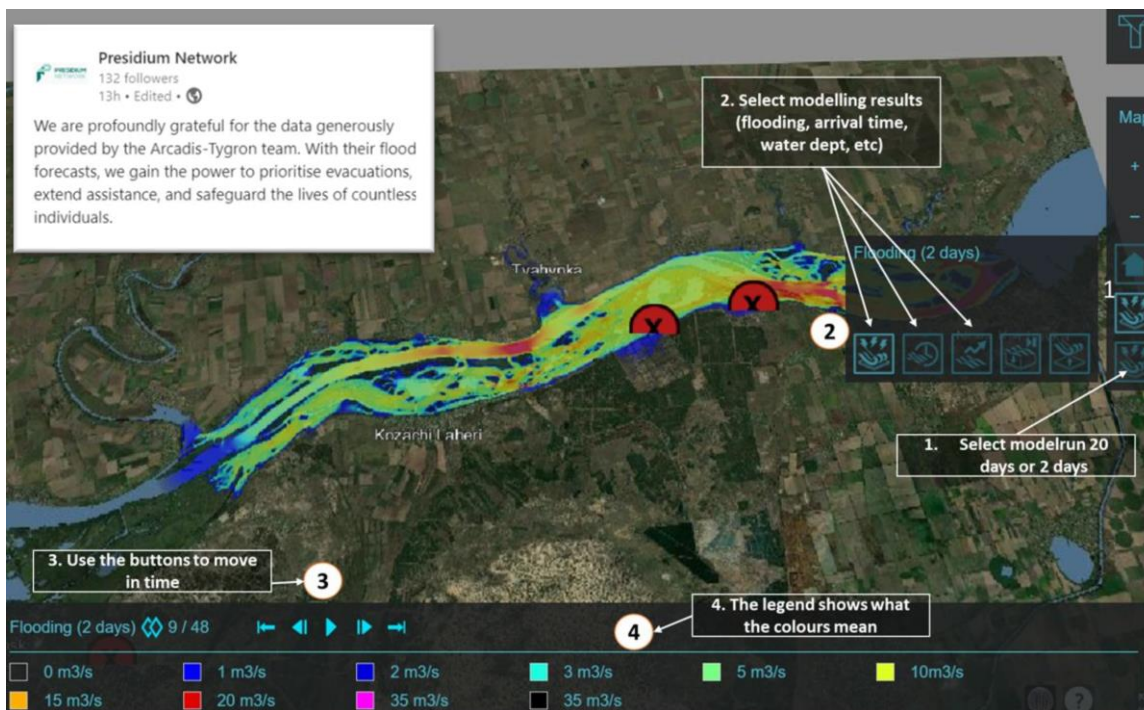 PRESIDIUM
NETWORK
Presidium Network
132 followers
13h • Edited •
We are profoundly grateful for the data generously
provided by the Arcadis-Tygron team. With their flood
forecasts, we gain the power to prioritise evacuations,
extend assistance, and safeguard the lives of countless
individuals.
2. Select modelling results
(flooding, arrival time,
water dept, etc)
Map
+
−
Flooding (2 days)
Tyahynka
X
X
2
1
1. Select modelrun 20
days or 2 days
Kozachi Laheri
3. Use the buttons to move
in time
3
4. The legend shows what
the colours mean
4
Flooding (2 days) 9 / 48
0 m3/s
1 m3/s
2 m3/s
3 m3/s
5 m3/s
10m3/s
15 m3/s
20 m3/s
35 m3/s
35 m3/s
?